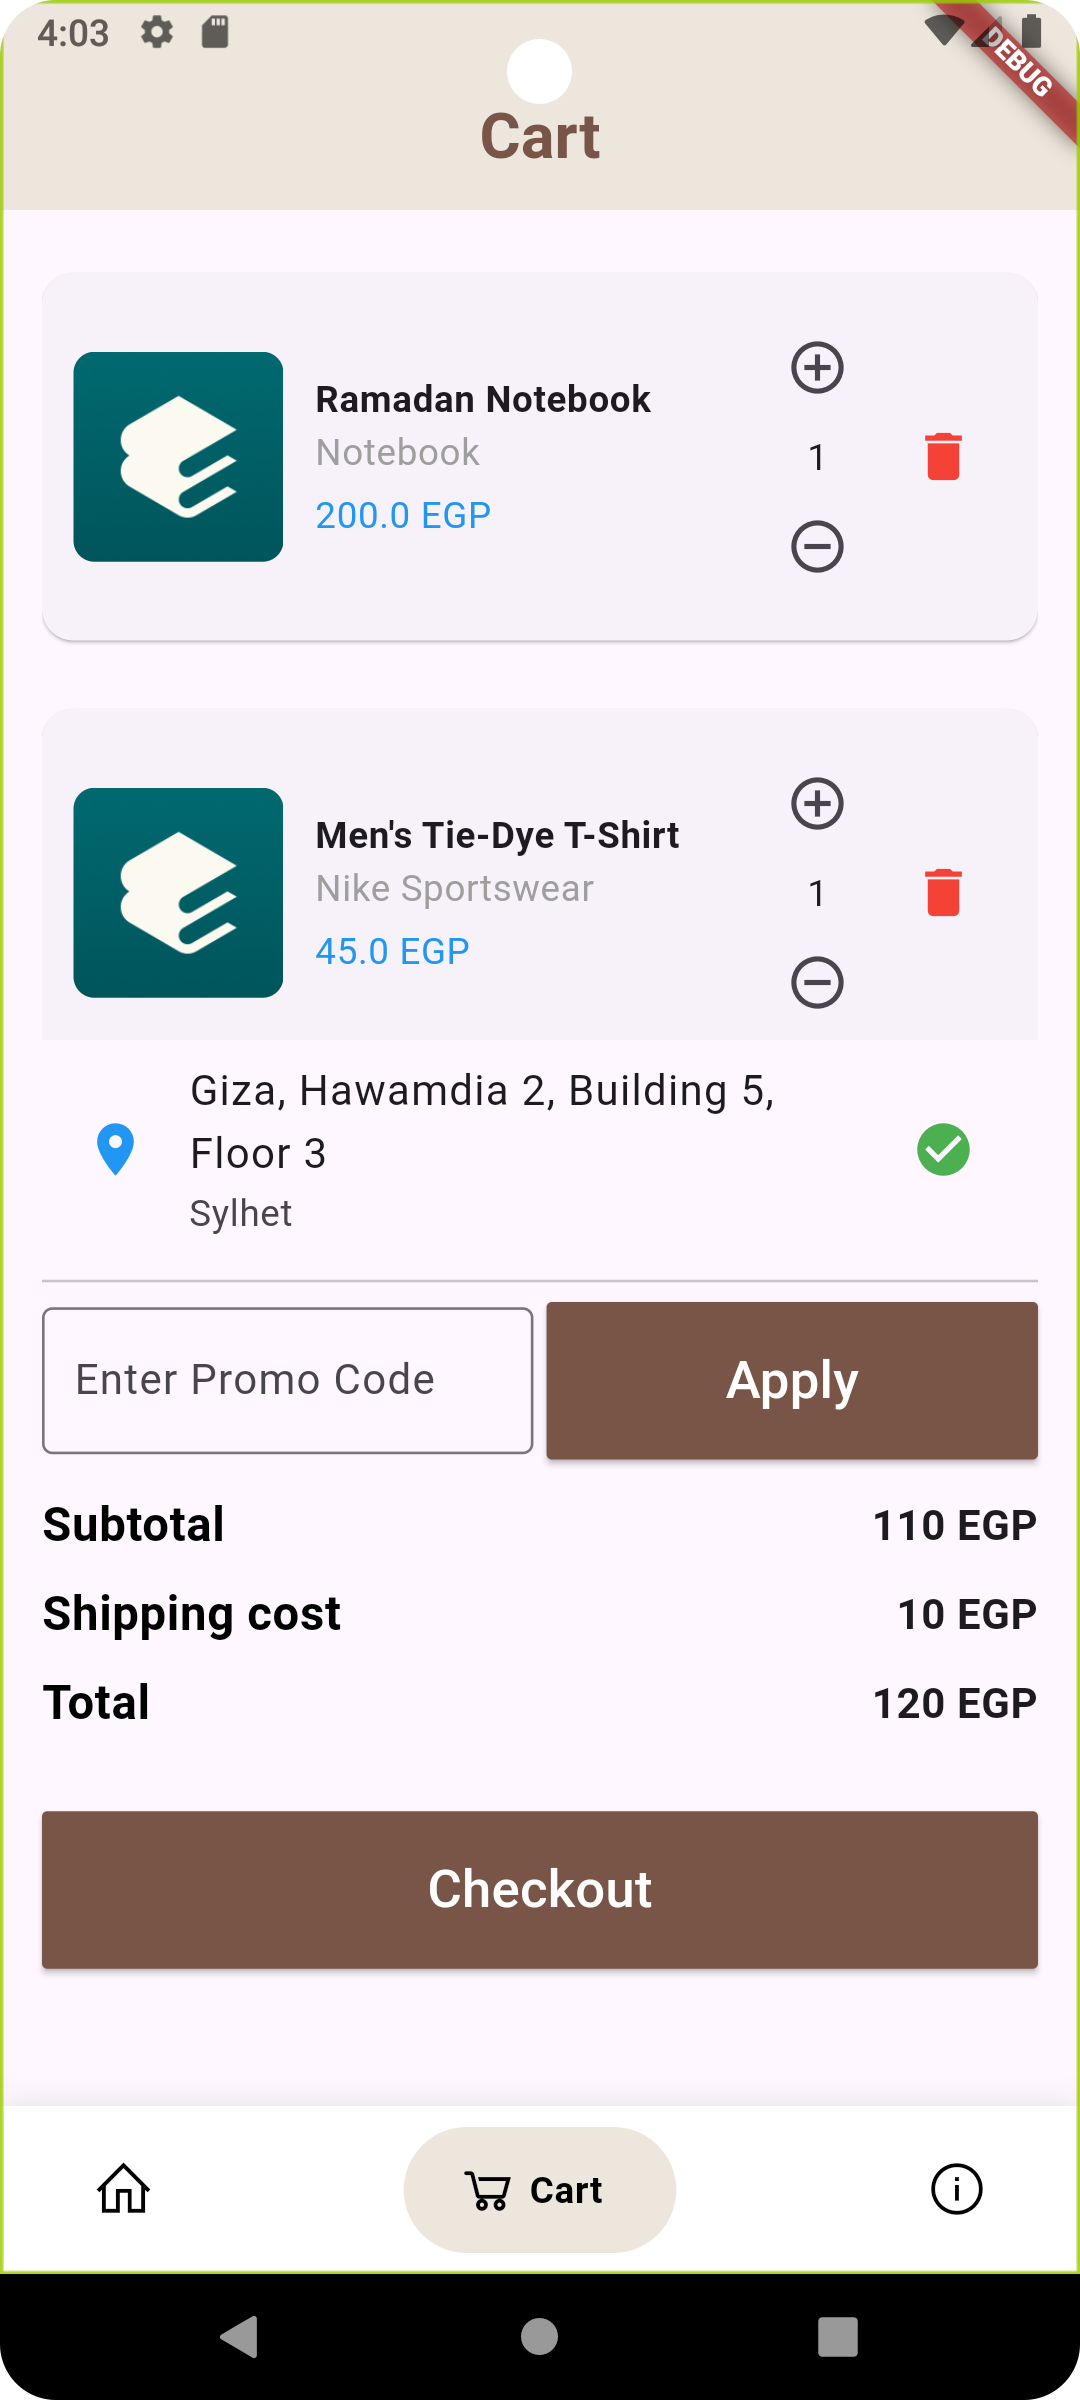 4:03
DEBUG
Cart
Ramadan Notebook
Notebook
200.0 EGP
1
Men's Tie-Dye T-Shirt
Nike Sportswear
45.0 EGP
1
Giza, Hawamdia 2, Building 5,
Floor 3
Sylhet
Enter Promo Code
Apply
Subtotal
110 EGP
Shipping cost
10 EGP
Total
120 EGP
Checkout
Cart